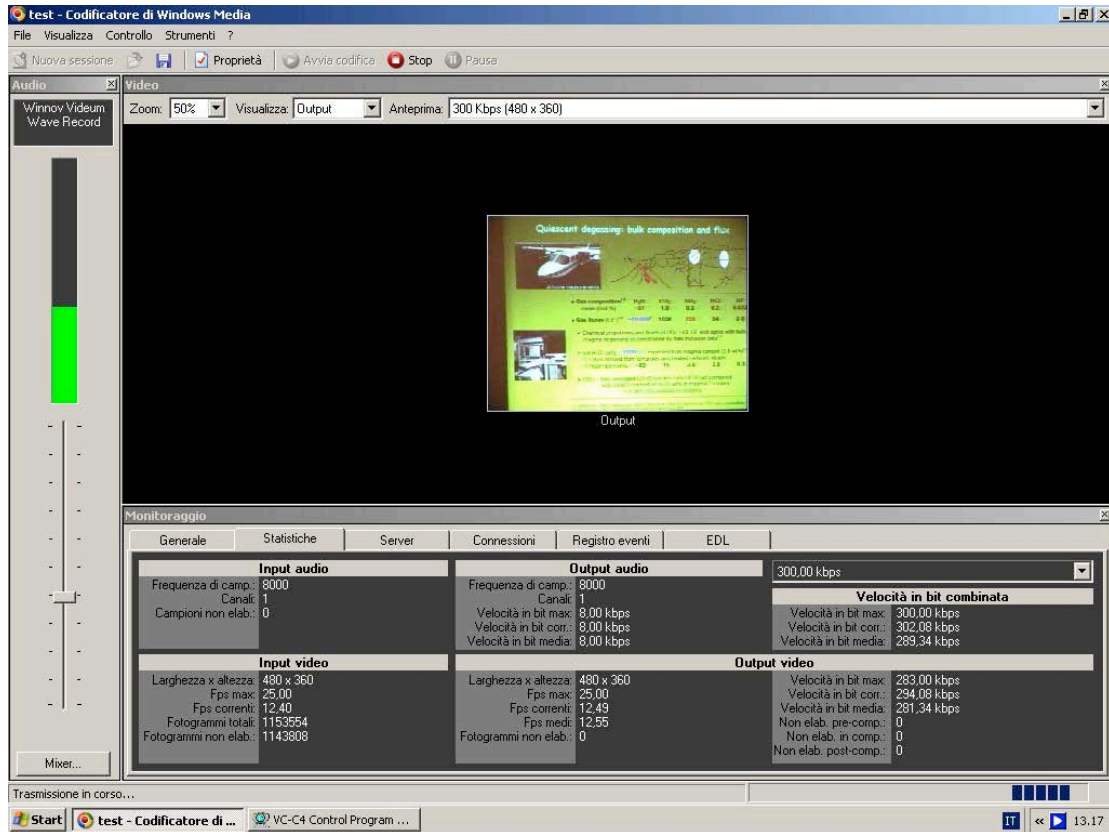 test - Codificatore di Windows Media
File Visualizza Controllo Strumenti ?
Nuova sessione Proprietà Avvia codifica Stop Pausa
Audio
Winnov Videum
Wave Record
Mixer...
Video
Zoom: 50% Visualizza: Output Anteprima: 300 Kbps (480 x 360)
Quiescent degassing: bulk composition and flux
Output
Monitoraggio
Generale Statistiche Server Connessioni Registro eventi EDL
Input audio
Frequenza di camp.: 8000
Canali: 1
Campioni non elab.: 0
Output audio
Frequenza di camp.: 8000
Canali: 1
Velocità in bit max: 8,00 kbps
Velocità in bit corr.: 8,00 kbps
Velocità in bit media: 8,00 kbps
300,00 kbps
Velocità in bit combinata
Velocità in bit max: 300,00 kbps
Velocità in bit corr.: 302,08 kbps
Velocità in bit media: 289,34 kbps
Input video
Larghezza x altezza: 480 x 360
Fps max: 25,00
Fps correnti: 12,40
Fotogrammi totali: 1153554
Fotogrammi non elab.: 1143808
Output video
Larghezza x altezza: 480 x 360
Fps max: 25,00
Fps correnti: 12,49
Fps medi: 12,55
Fotogrammi non elab.: 0
Velocità in bit max: 283,00 kbps
Velocità in bit corr.: 294,08 kbps
Velocità in bit media: 281,34 kbps
Non elab. pre-comp.: 0
Non elab. in comp.: 0
Non elab. post-comp.: 0
Trasmissione in corso...
Start test - Codificatore di ... VC-C4 Control Program ... IT « 13.17